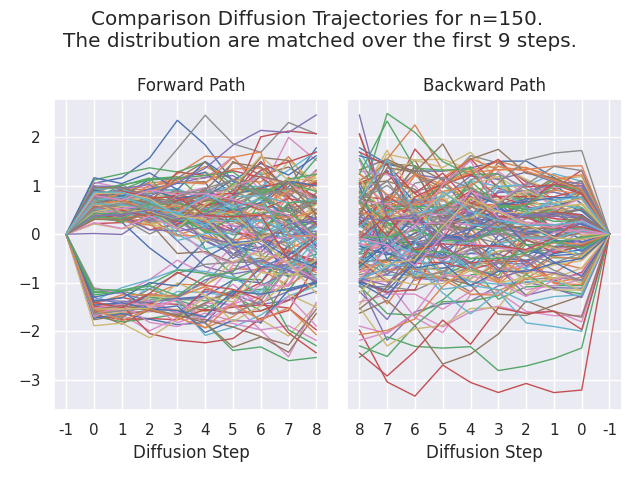 Comparison Diffusion Trajectories for n=150.
The distribution are matched over the first 9 steps.
Forward Path
Backward Path
2
1
0
−1
−2
−3
-1 0 1 2 3 4 5 6 7 8
8 7 6 5 4 3 2 1 0 -1
Diffusion Step
Diffusion Step